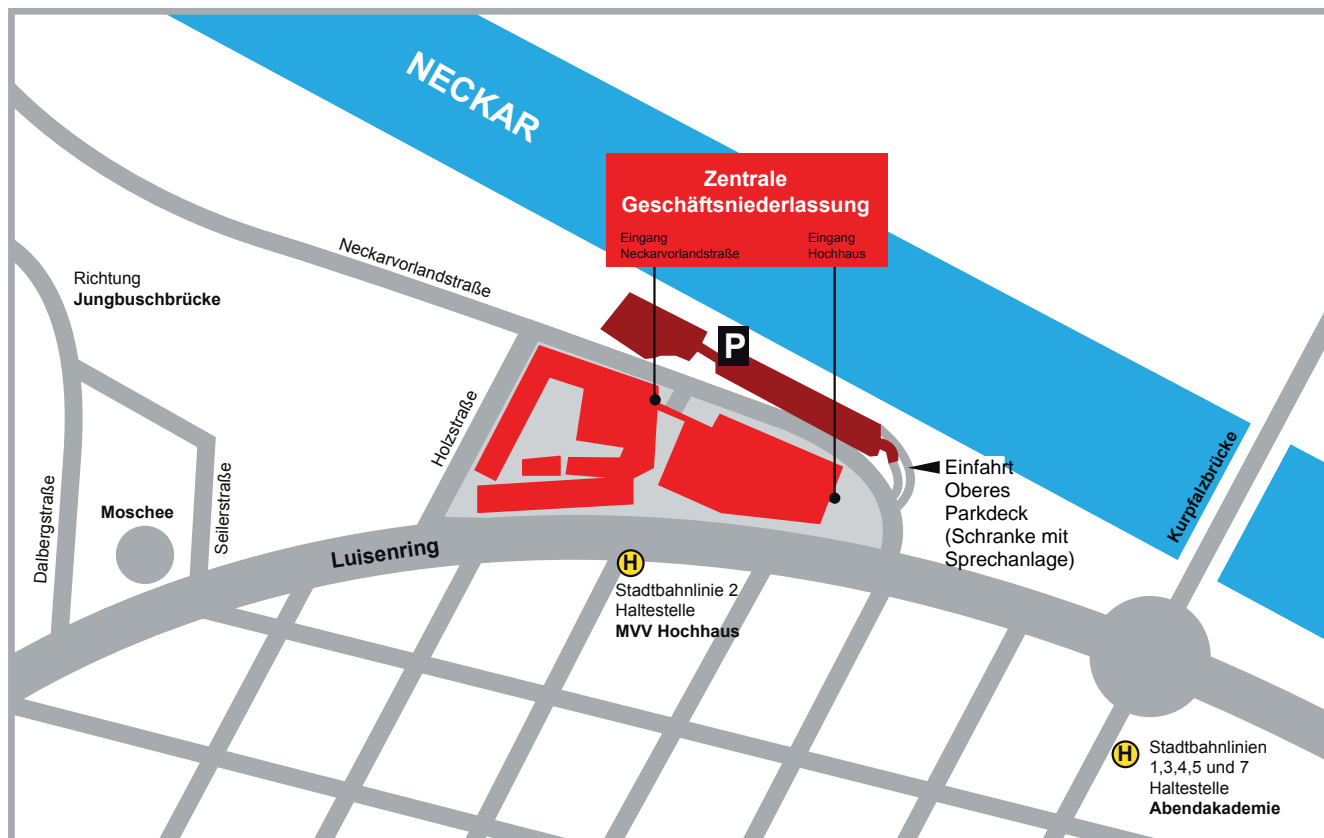 NECKAR
Zentrale
Geschäftsniederlassung
Eingang
Neckarvorlandstraße
Eingang
Hochhaus
Neckarvorlandstraße
Richtung
Jungbuschbrücke
P
Holzstraße
Kurpfalzbrücke
Einfahrt
Oberes
Parkdeck
(Schranke mit
Sprechanlage)
Dalbergstraße
Moschee
Seilerstraße
Luisenring
H
Stadtbahnlinie 2
Haltestelle
MVV Hochhaus
H
Stadtbahnlinien
1,3,4,5 und 7
Haltestelle
Abendakademie